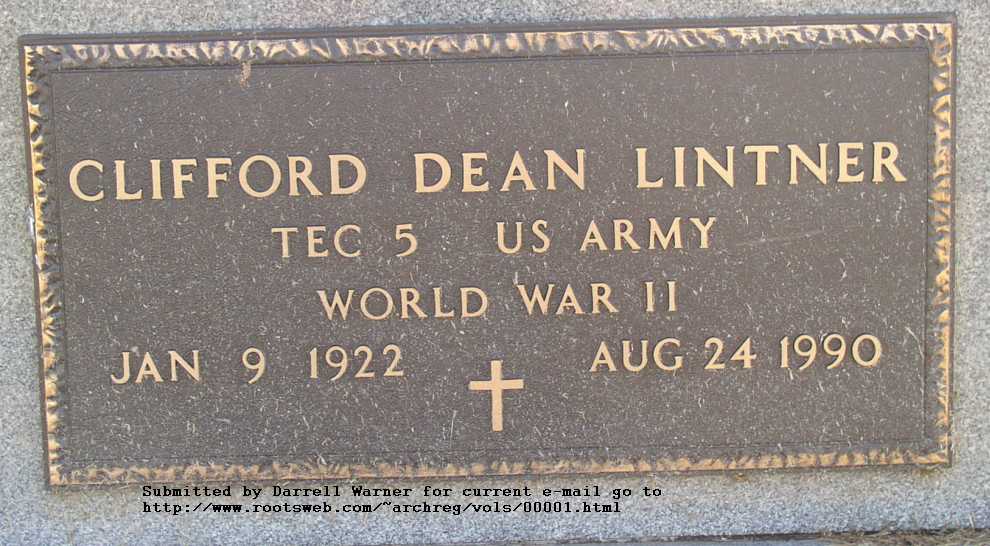 CLIFFORD DEAN LINTNER
TEC 5 US ARMY
WORLD WAR II
JAN 9 1922 AUG 24 1990
Submitted by Darrell Warner for current e-mail go to
http://www.rootsweb.com/~archreg/vols/00001.html